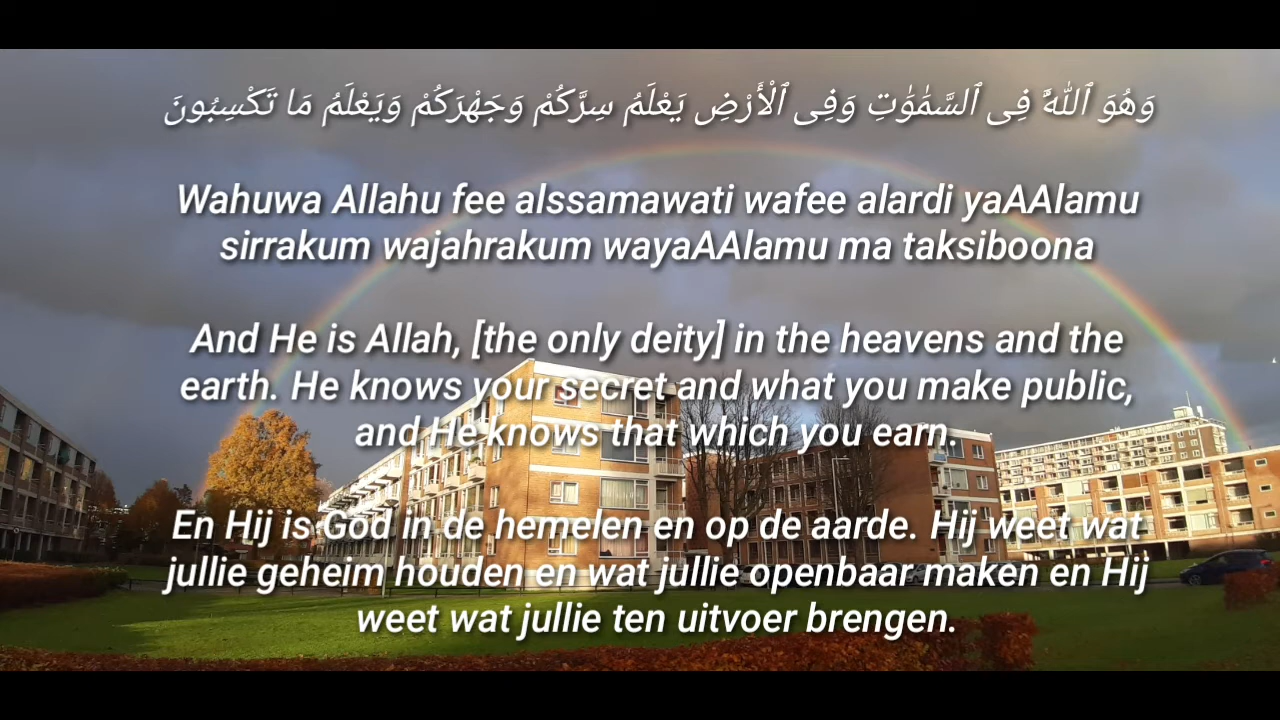 وَهُوَ ٱللَّهُ فِى ٱلسَّمَٰوَٰتِ وَفِى ٱلْأَرْضِ يَعْلَمُ سِرَّكُمْ وَجَهْرَكُمْ وَيَعْلَمُ مَا تَكْسِبُونَ
Wahuwa Allahu fee alssamawati wafee alardi yaAAlamu
sirrakum wajahrakum wayaAAlamu ma taksiboona
And He is Allah, [the only deity] in the heavens and the
earth. He knows your secret and what you make public,
and He knows that which you earn.
En Hij is God in de hemelen en op de aarde. Hij weet wat
jullie geheim houden en wat jullie openbaar maken en Hij
weet wat jullie ten uitvoer brengen.